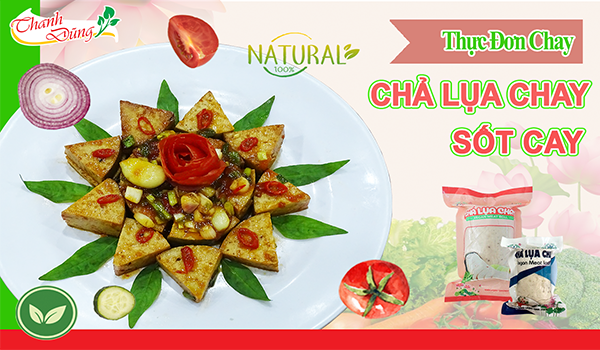 Thanh Dũng
NATURAL
100%
Thực Đơn Chay
CHẢ LỤA CHAY
SỐT CAY